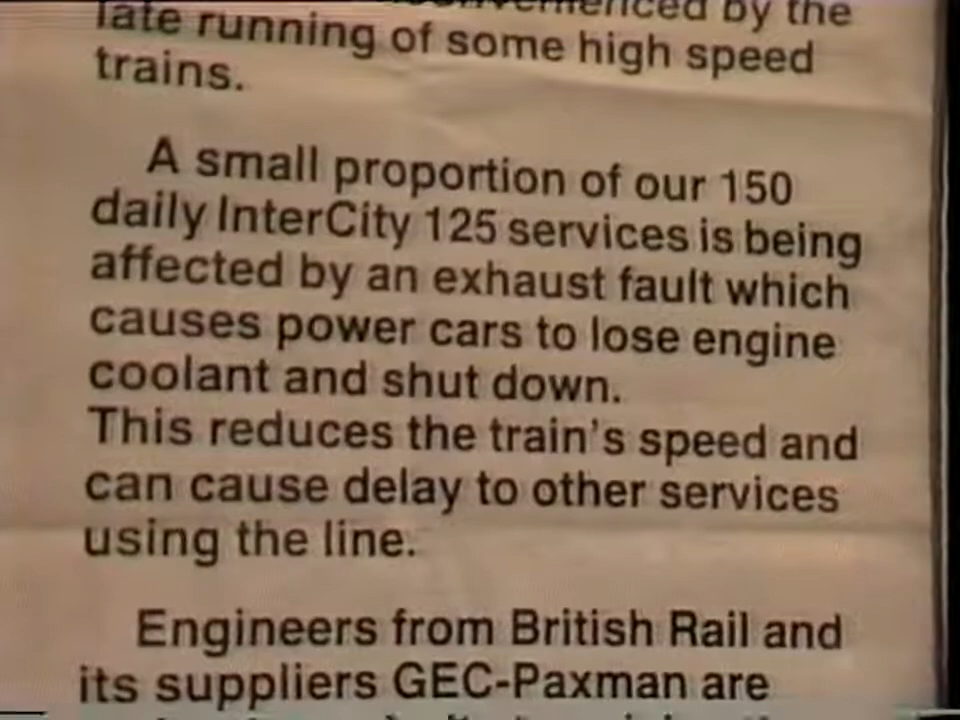 by the
late running of some high speed
trains.
A small proportion of our 150
daily InterCity 125 services is being
affected by an exhaust fault which
causes power cars to lose engine
coolant and shut down.
This reduces the train's speed and
can cause delay to other services
using the line.
Engineers from British Rail and
its suppliers GEC-Paxman are